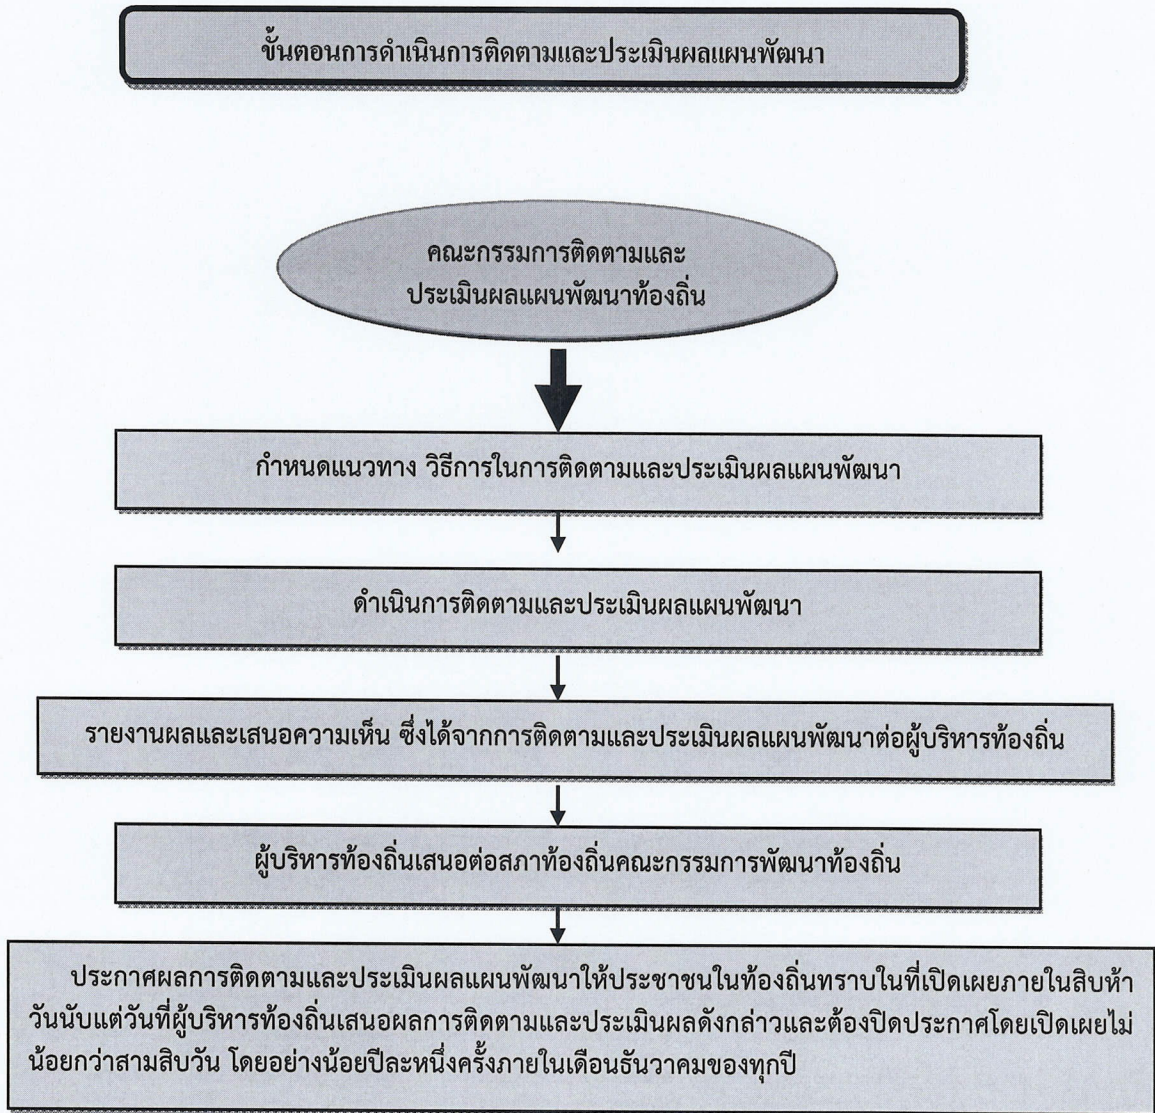 ขั้นตอนการดำเนินการติดตามและประเมินผลแผนพัฒนา
คณะกรรมการติดตามและ
ประเมินผลแผนพัฒนาท้องถิ่น
กำหนดแนวทาง วิธีการในการติดตามและประเมินผลแผนพัฒนา
ดำเนินการติดตามและประเมินผลแผนพัฒนา
รายงานผลและเสนอความเห็น ซึ่งได้จากการติดตามและประเมินผลแผนพัฒนาต่อผู้บริหารท้องถิ่น
ผู้บริหารท้องถิ่นเสนอต่อสภาท้องถิ่นคณะกรรมการพัฒนาท้องถิ่น
ประกาศผลการติดตามและประเมินผลแผนพัฒนาให้ประชาชนในท้องถิ่นทราบในที่เปิดเผยภายในสิบห้า
วันนับแต่วันที่ผู้บริหารท้องถิ่นเสนอผลการติดตามและประเมินผลดังกล่าวและต้องปิดประกาศโดยเปิดเผยไม่
น้อยกว่าสามสิบวัน โดยอย่างน้อยปีละหนึ่งครั้งภายในเดือนธันวาคมของทุกปี